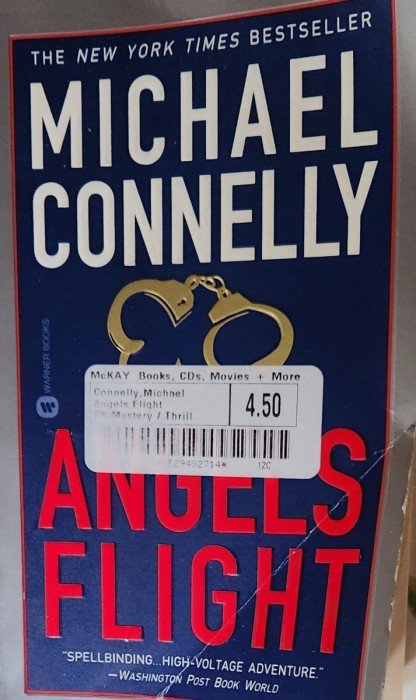 THE NEW YORK TIMES BESTSELLER
MICHAEL
CONNELLY
WARNER BOOKS
McKAY Books, CDs, Movies + More
Connelly,Michael
Angels Flight
Mystery / Thrill
4.50
12C
ANGELS
FLIGHT
"SPELLBINDING...HIGH-VOLTAGE ADVENTURE."
—WASHINGTON POST BOOK WORLD